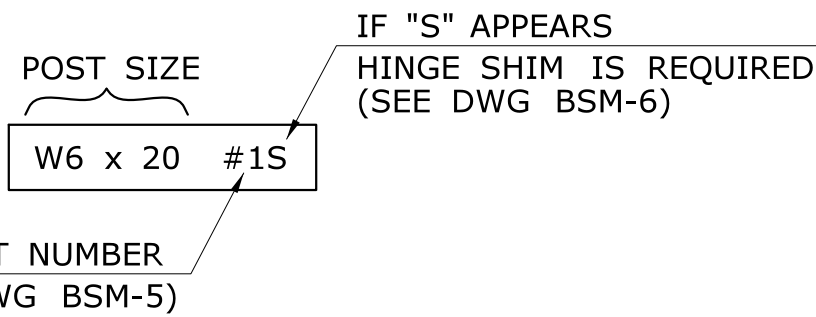 IF "S" APPEARS
HINGE SHIM IS REQUIRED
(SEE DWG BSM-6)
POST SIZE
W6 x 20 #1S
NUMBER
BSM-5)